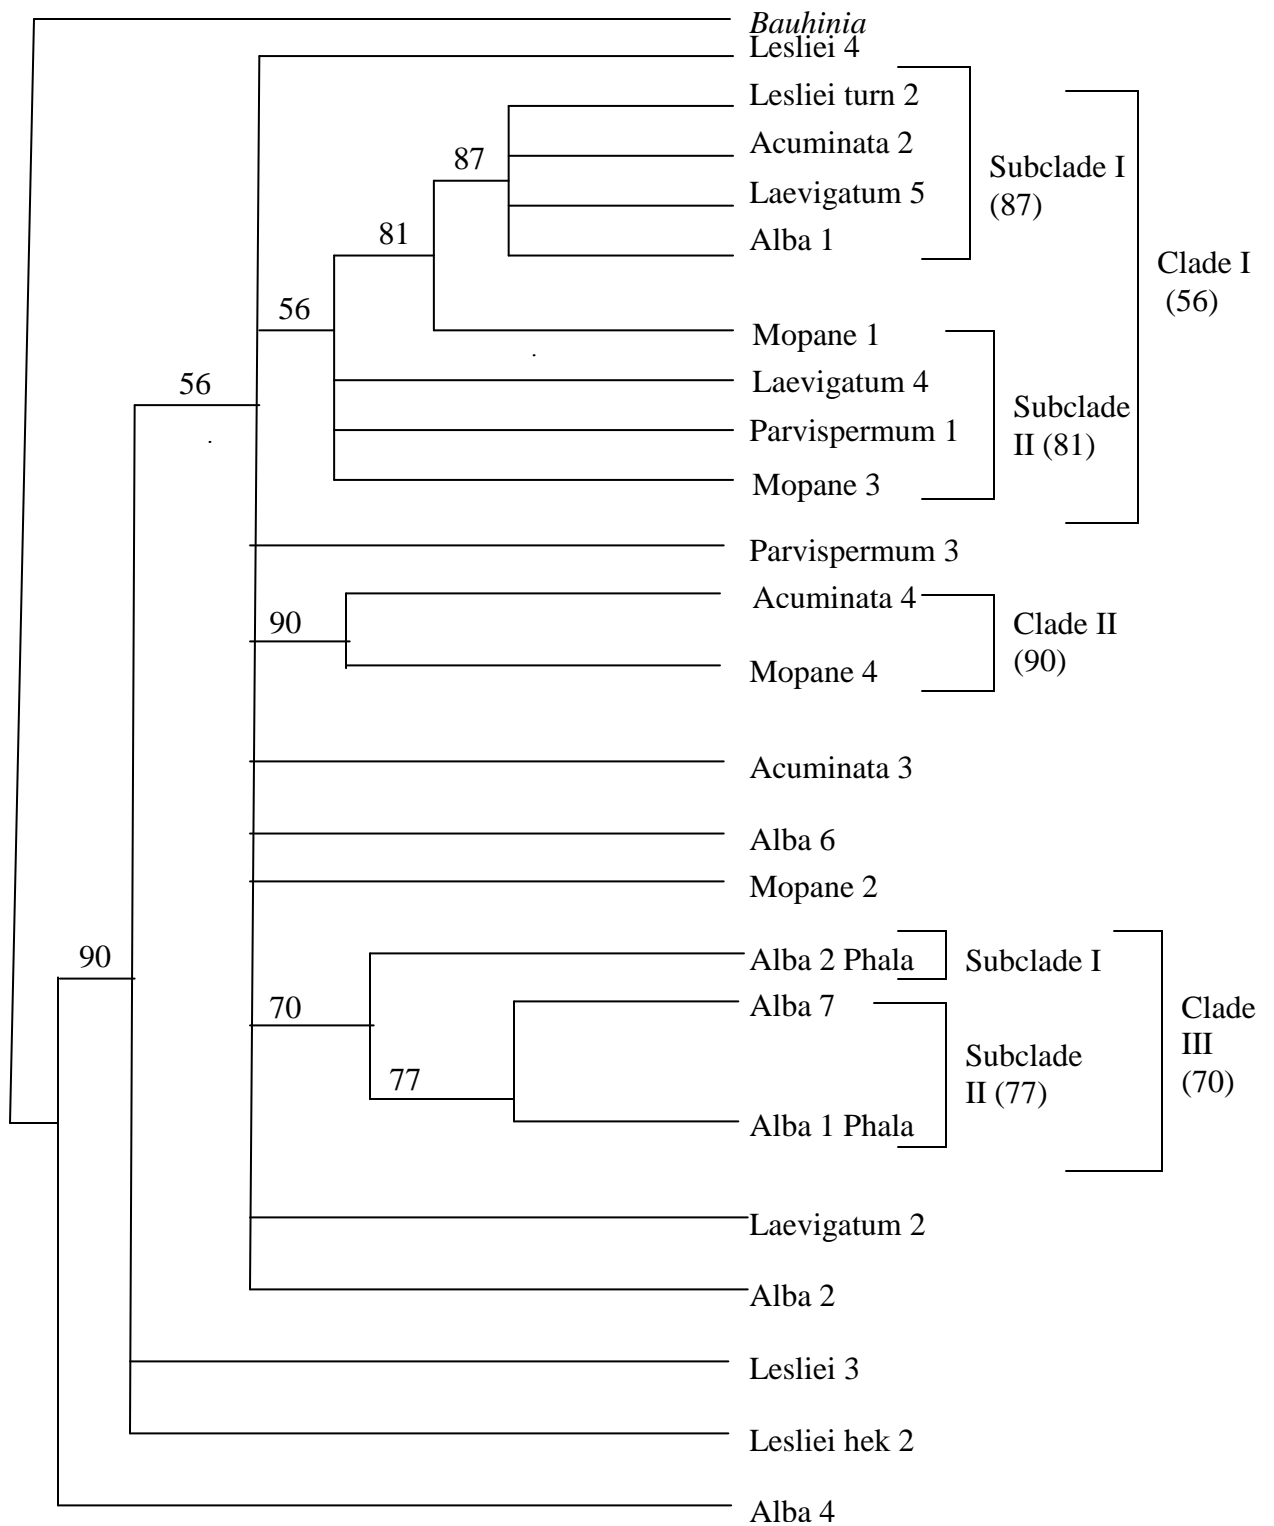 Bauhinia
Lesliei 4
Lesliei turn 2
Acuminata 2
87
Subclade I
(87)
Laevigatum 5
Alba 1
81
Clade I
(56)
56
Mopane 1
Laevigatum 4
56
Subclade
II (81)
Parvispermum 1
Mopane 3
Parvispermum 3
Acuminata 4
90
Clade II
(90)
Mopane 4
Acuminata 3
Alba 6
Mopane 2
90
Alba 2 Phala
Subclade I
70
Alba 7
Clade
III
(70)
Subclade
II (77)
77
Alba 1 Phala
Laevigatum 2
Alba 2
Lesliei 3
Lesliei hek 2
Alba 4